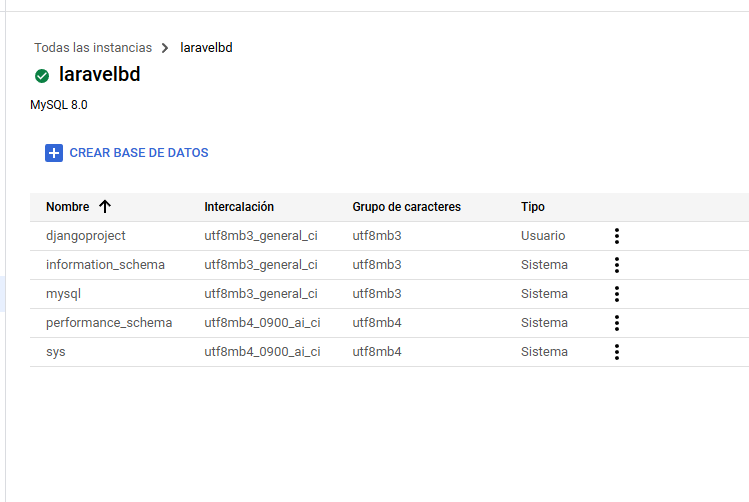 Todas las instancias > laravelbd
laravelbd
MySQL 8.0
CREAR BASE DE DATOS
Nombre Intercalación Grupo de caracteres Tipo
djangoproject utf8mb3_general_ci utf8mb3 Usuario
information_schema utf8mb3_general_ci utf8mb3 Sistema
mysql utf8mb3_general_ci utf8mb3 Sistema
performance_schema utf8mb4_0900_ai_ci utf8mb4 Sistema
sys utf8mb4_0900_ai_ci utf8mb4 Sistema